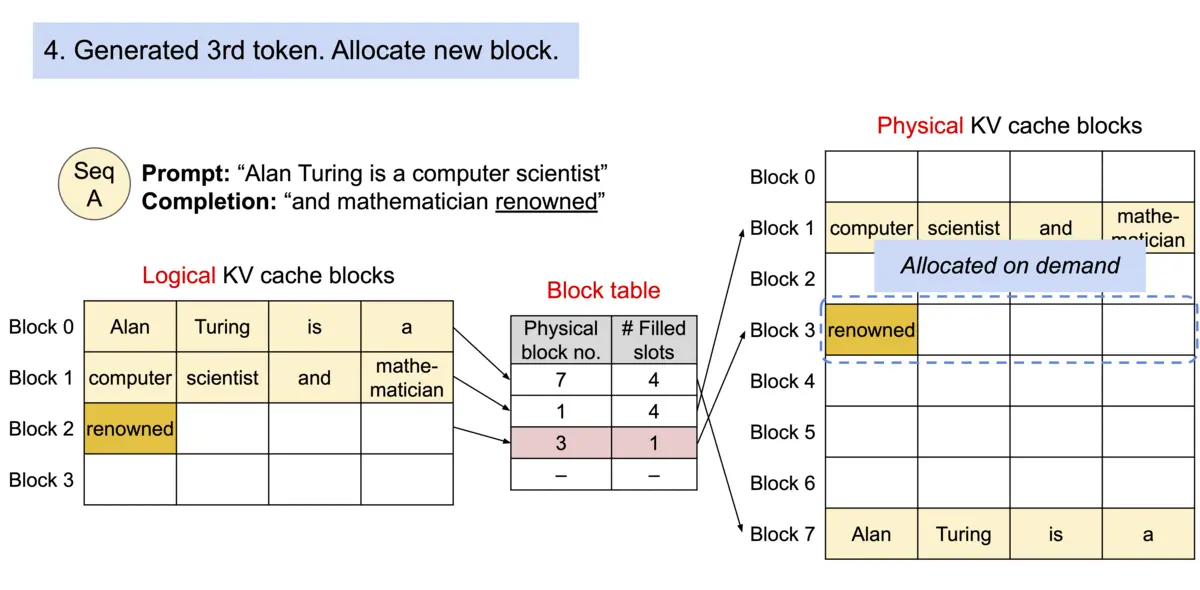 4. Generated 3rd token. Allocate new block.
Seq
A
Prompt: “Alan Turing is a computer scientist”
Completion: “and mathematician renowned”
Logical KV cache blocks
Block 0 Alan Turing is a
Block 1 computer scientist and mathe-
matician
Block 2 renowned
Block 3
Block table
Physical
block no. # Filled
slots
7 4
1 4
3 1
– –
Physical KV cache blocks
Block 0
Block 1 computer scientist and mathe-
matician
Block 2
Allocated on demand
Block 3 renowned
Block 4
Block 5
Block 6
Block 7 Alan Turing is a